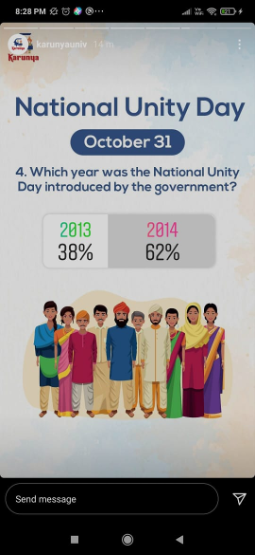 8:28 PM
karunyauniv 14h
Karunya
National Unity Day
October 31
4. Which year was the National Unity
Day introduced by the government?
2013 2014
38% 62%
Send message